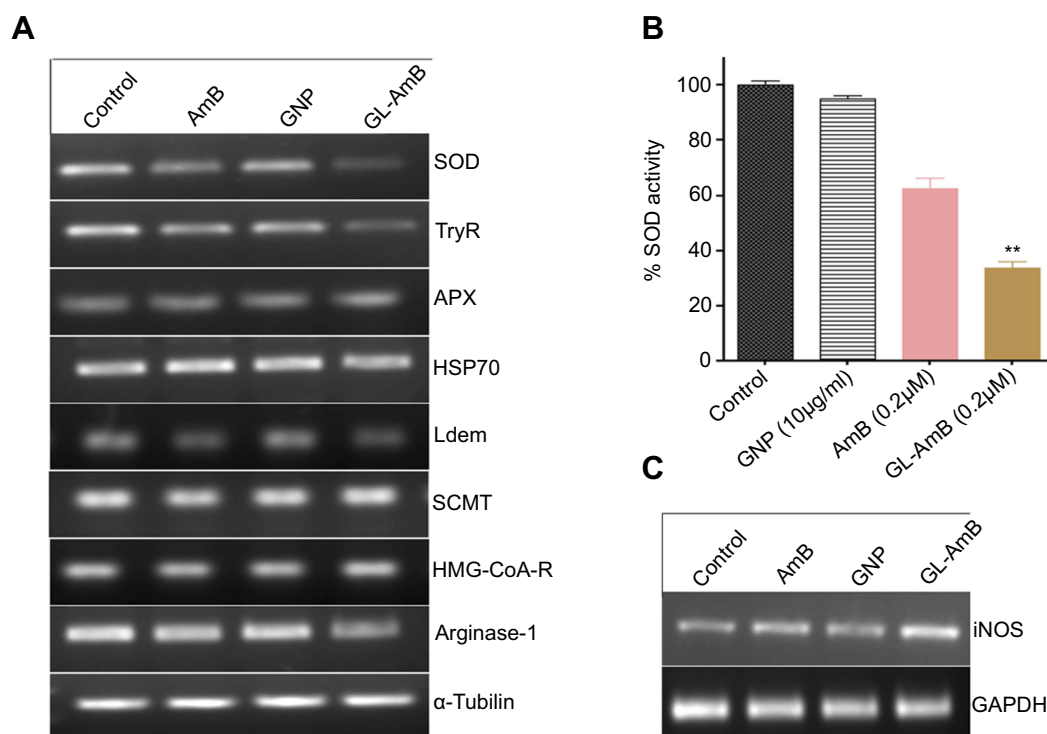 A
Control
AmB
GNP
GL-AmB
SOD
TryR
APX
HSP70
Ldem
SCMT
HMG-CoA-R
Arginase-1
α-Tubilin
B
% SOD activity
100
80
60
40
20
0
**
Control
GNP (10µg/ml)
AmB (0.2µM)
GL-AmB (0.2µM)
C
Control
AmB
GNP
GL-AmB
iNOS
GAPDH